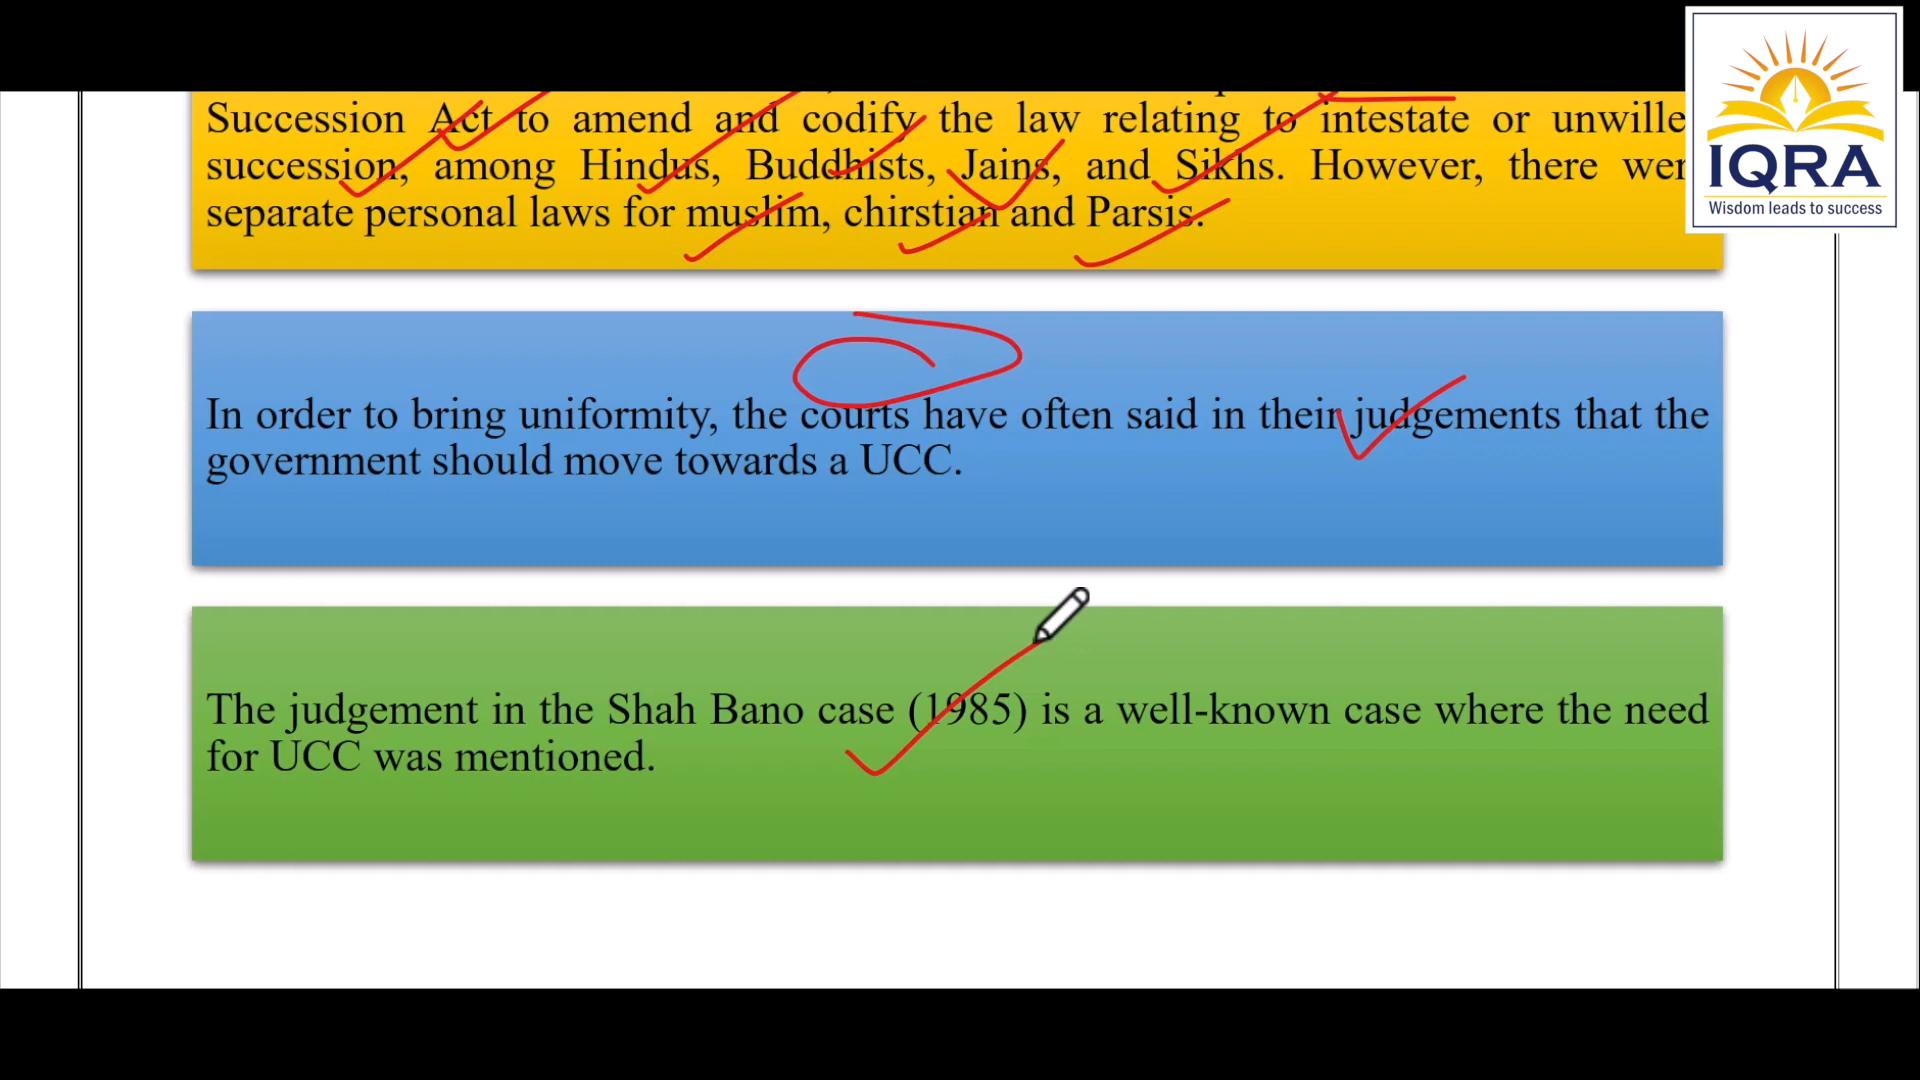 Succession Act to amend and codify the law relating to intestate or unwille
succession, among Hindus, Buddhists, Jains, and Sikhs. However, there wer
separate personal laws for muslim, chirstian and Parsis.
In order to bring uniformity, the courts have often said in their judgements that the
government should move towards a UCC.
The judgement in the Shah Bano case (1985) is a well-known case where the need
for UCC was mentioned.
IQRA
Wisdom leads to success